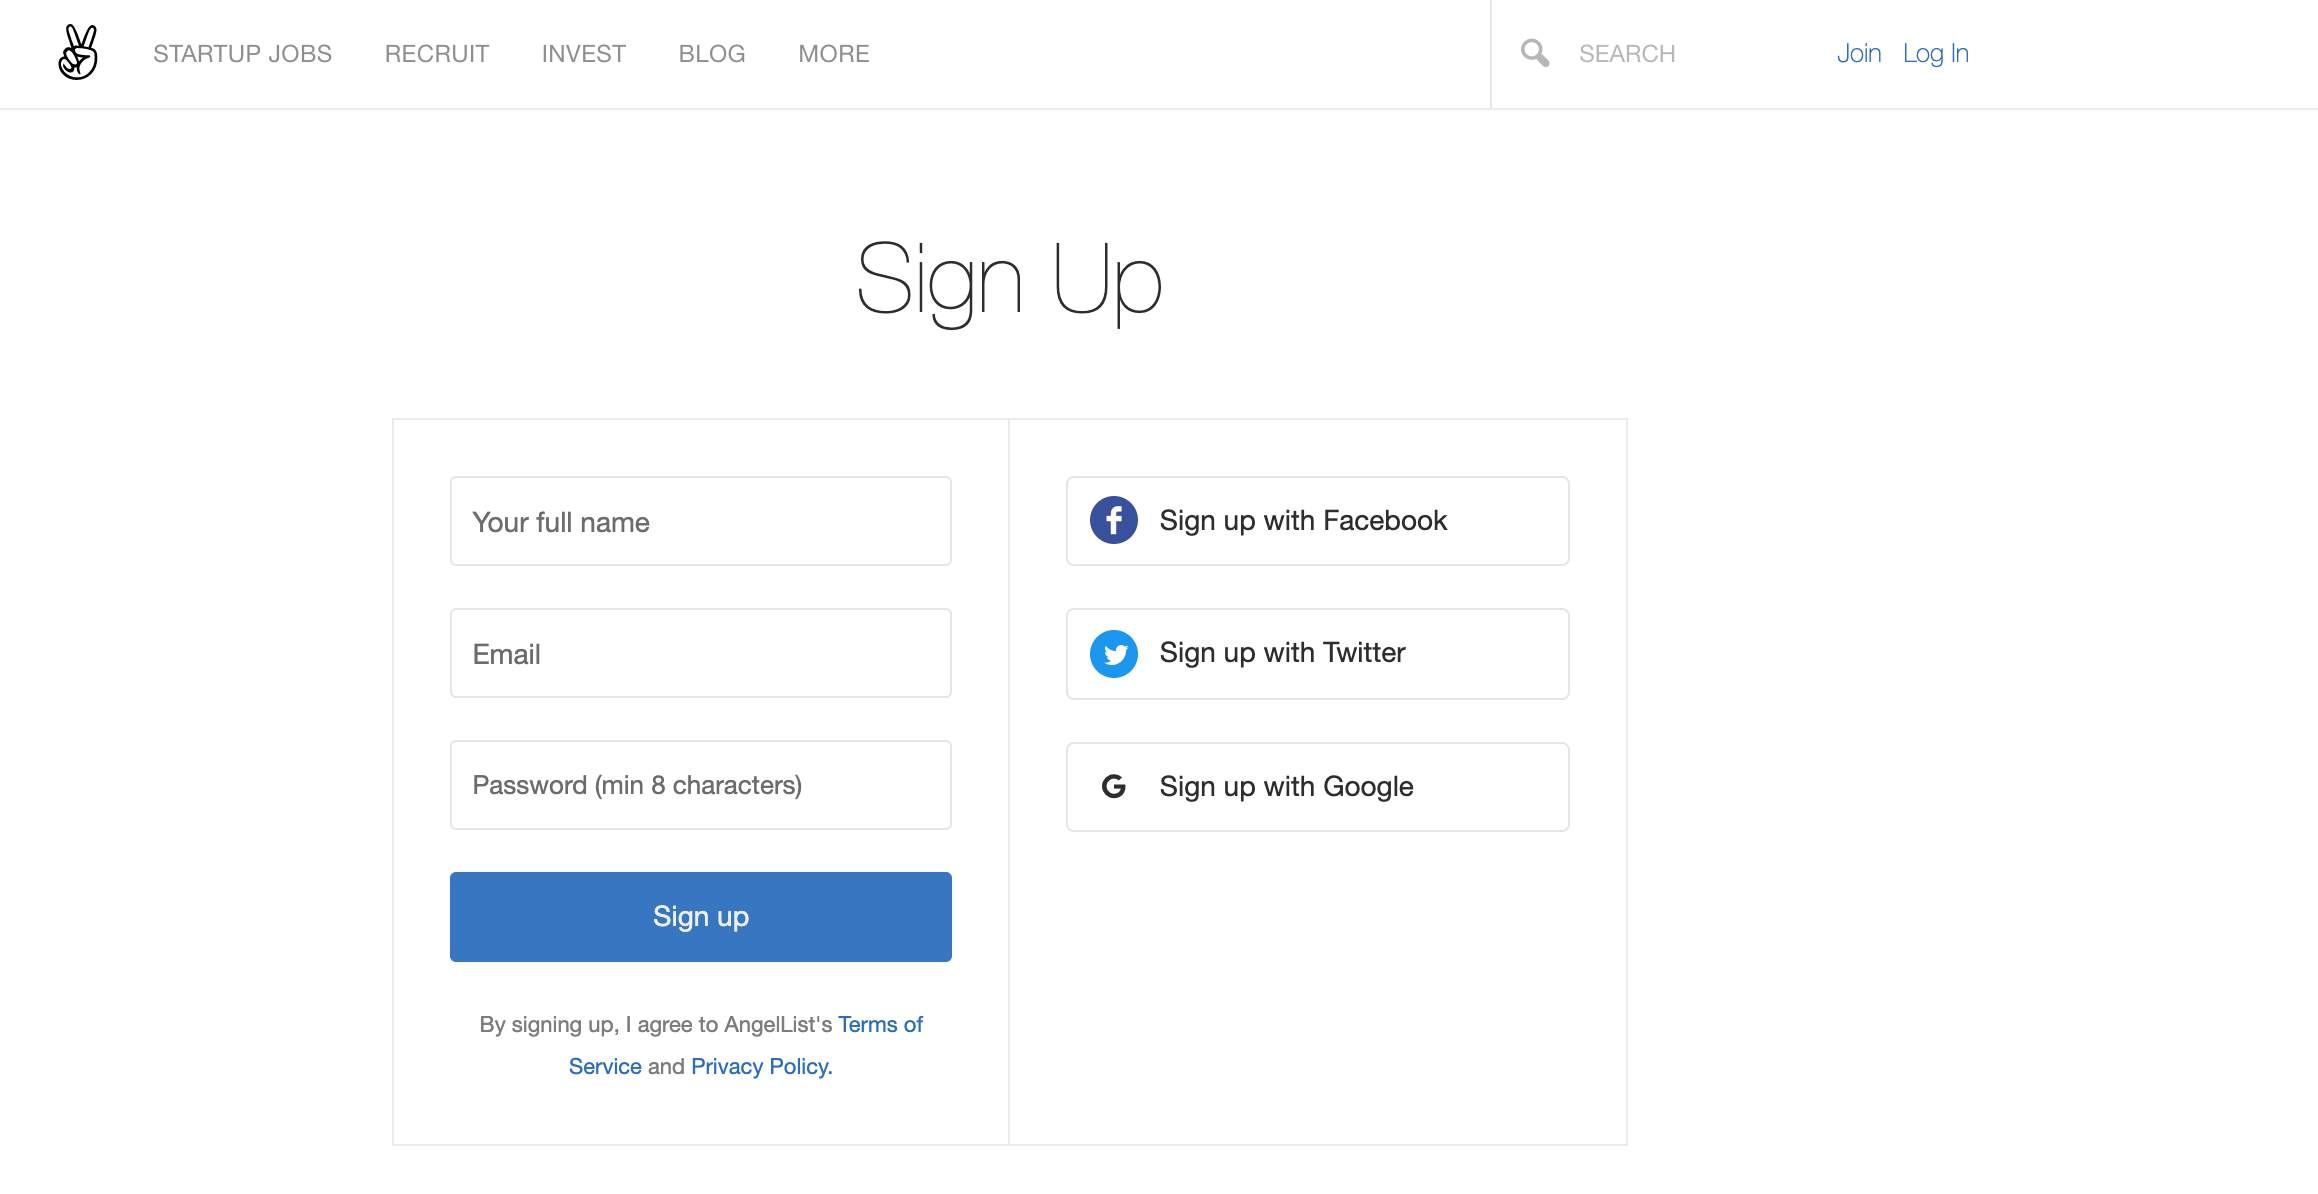 STARTUP JOBS RECRUIT INVEST BLOG MORE SEARCH Join Log In
Sign Up
Your full name
Email
Password (min 8 characters)
Sign up
By signing up, I agree to AngelList's Terms of
Service and Privacy Policy.
Sign up with Facebook
Sign up with Twitter
Sign up with Google